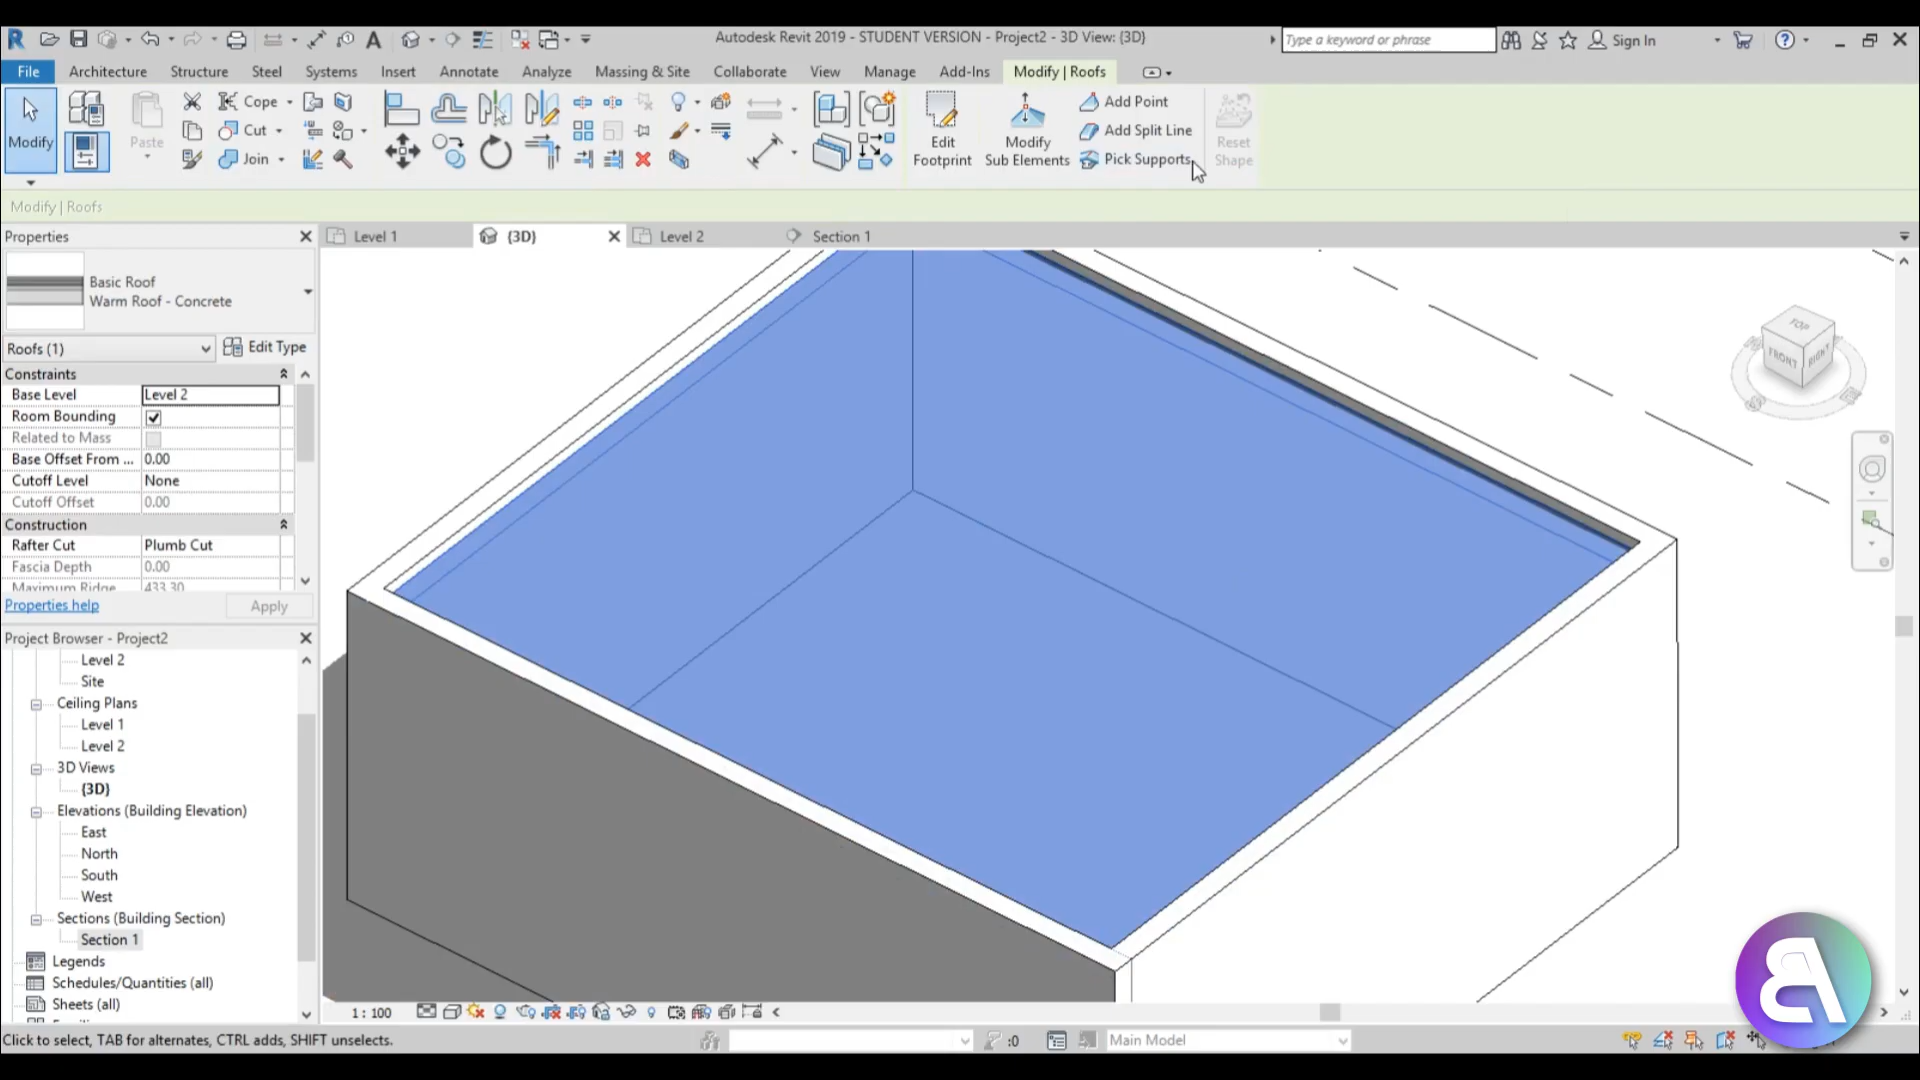 Autodesk Revit 2019 - STUDENT VERSION - Project2 - 3D View: {3D}
Type a keyword or phrase
Sign In
File Architecture Structure Steel Systems Insert Annotate Analyze Massing & Site Collaborate View Manage Add-Ins Modify | Roofs
Modify
Paste
Cope
Cut
Join
Edit
Footprint
Modify
Sub Elements
Add Point
Add Split Line
Pick Supports
Reset
Shape
Modify | Roofs
Properties
Level 1
{3D}
Level 2
Section 1
Basic Roof
Warm Roof - Concrete
Roofs (1)
Edit Type
Constraints
Base Level Level 2
Room Bounding
Related to Mass
Base Offset From ... 0.00
Cutoff Level None
Cutoff Offset 0.00
Construction
Rafter Cut Plumb Cut
Fascia Depth 0.00
Maximum Ridge 433.30
Properties help
Apply
TOP
FRONT
RIGHT
Project Browser - Project2
Level 2
Site
Ceiling Plans
Level 1
Level 2
3D Views
{3D}
Elevations (Building Elevation)
East
North
South
West
Sections (Building Section)
Section 1
Legends
Schedules/Quantities (all)
Sheets (all)
1 : 100
Click to select, TAB for alternates, CTRL adds, SHIFT unselects.
:0
Main Model